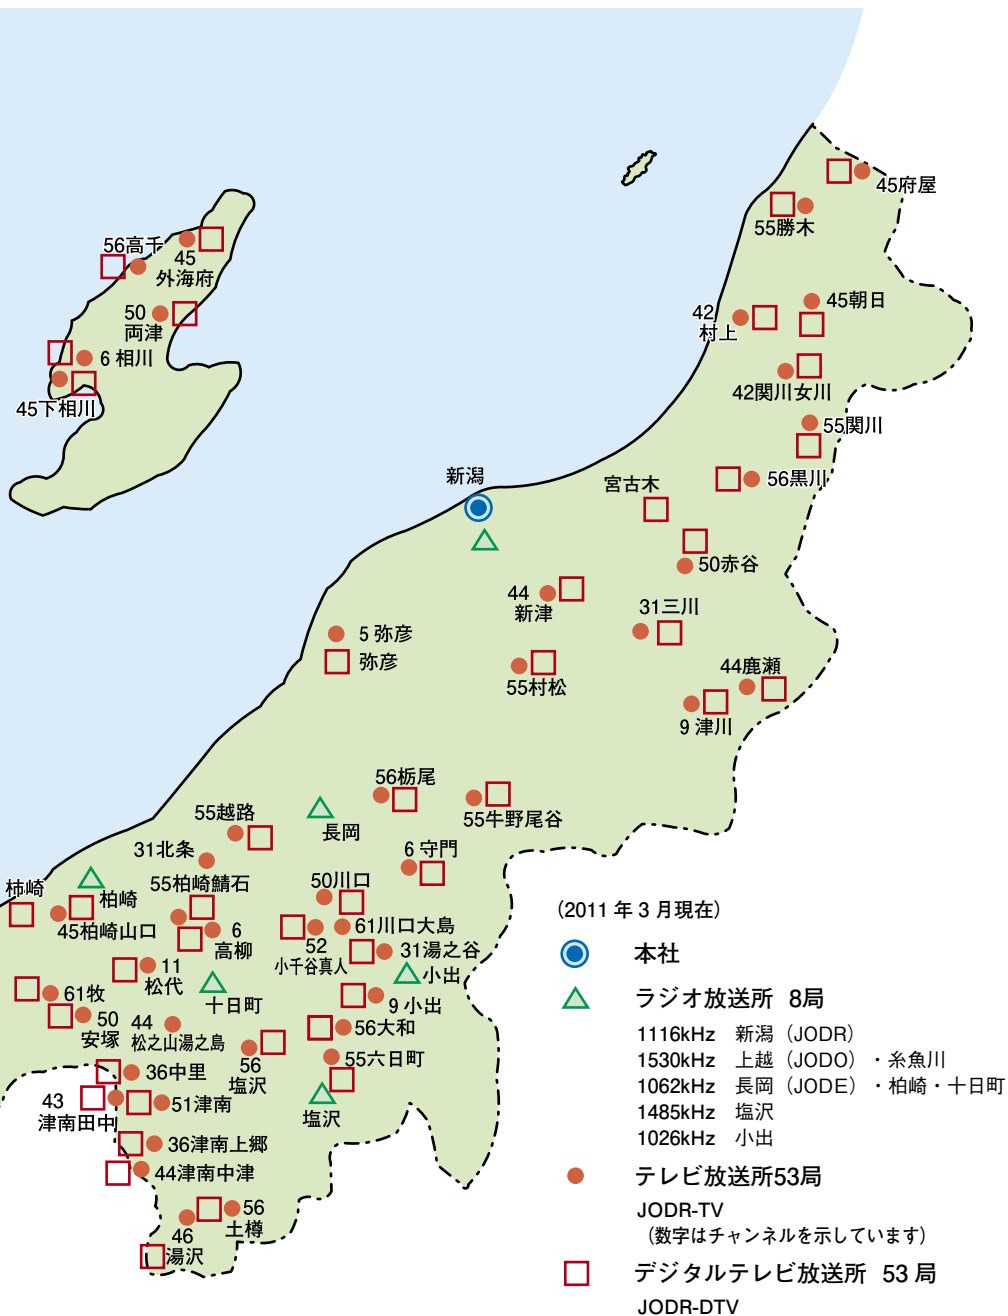 45府屋
55勝木
56高千
45
外海府
50
両津
42
村上
45朝日
6 相川
45下相川
42関川女川
55関川
新潟
宮古木
56黒川
50赤谷
44
新津
31三川
5 弥彦
弥彦
55村松
44鹿瀬
9 津川
56栃尾
55越路
長岡
55牛野尾谷
31北条
6 守門
柿崎
柏崎
55柏崎鯖石
50川口
45柏崎山口
6
高柳
52
小千谷真人
61川口大島
31湯之谷
11
松代
十日町
小出
61牧
9 小出
50
安塚
44
松之山湯之島
56大和
56
塩沢
55六日町
36中里
43
津南田中
51津南
塩沢
36津南上郷
44津南中津
56
土樽
46
湯沢
(2011 年 3 月現在)
本社
ラジオ放送所 8局
1116kHz 新潟（JODR）
1530kHz 上越（JODO）・糸魚川
1062kHz 長岡（JODE）・柏崎・十日町
1485kHz 塩沢
1026kHz 小出
テレビ放送所53局
JODR-TV
（数字はチャンネルを示しています）
デジタルテレビ放送所 53 局
JODR-DTV